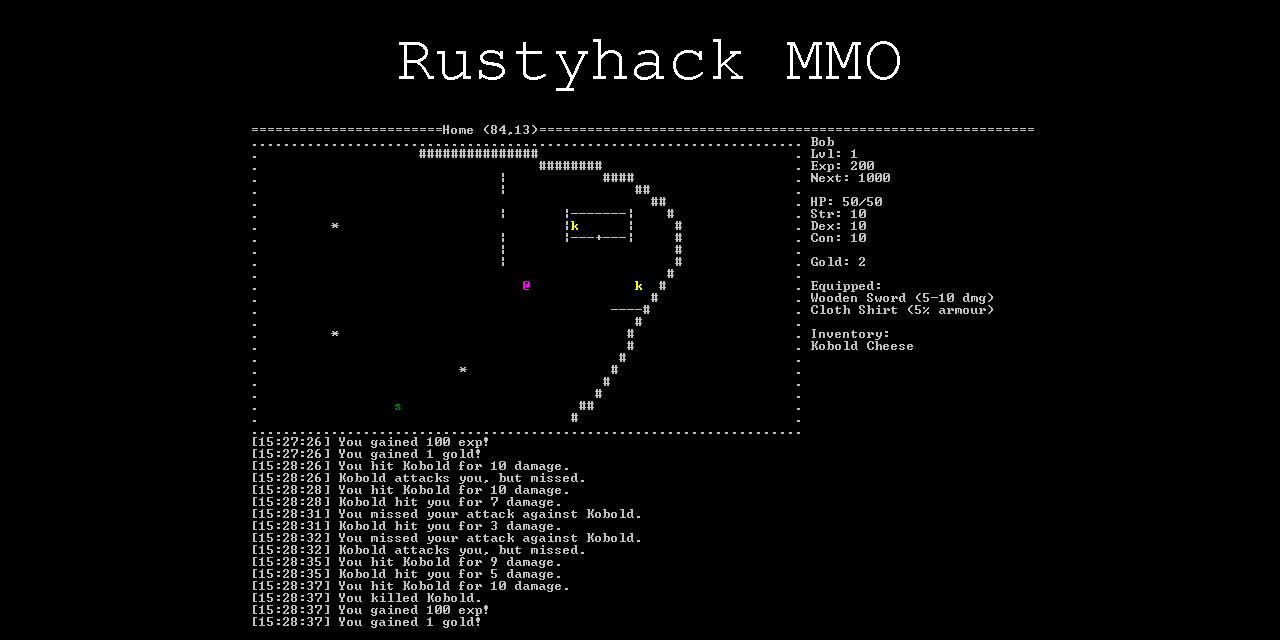 Rustyhack MMO
========================Home (84,13)==============================================================
Bob
Lvl: 1
Exp: 200
Next: 1000
HP: 50/50
Str: 10
Dex: 10
Con: 10
Gold: 2
Equipped:
Wooden Sword (5-10 dmg)
Cloth Shirt (5% armour)
Inventory:
Kobold Cheese
###############
########
¦ ####
¦ ##
##
¦ ¦-------¦ #
* ¦k ¦ #
¦ ¦---+---¦ #
¦ #
¦ #
#
@ k #
#
----#
#
* #
#
#
* #
#
#
s ##
#
[15:27:26] You gained 100 exp!
[15:27:26] You gained 1 gold!
[15:28:26] You hit Kobold for 10 damage.
[15:28:26] Kobold attacks you, but missed.
[15:28:28] You hit Kobold for 10 damage.
[15:28:28] Kobold hit you for 7 damage.
[15:28:31] You missed your attack against Kobold.
[15:28:31] Kobold hit you for 3 damage.
[15:28:32] You missed your attack against Kobold.
[15:28:32] Kobold attacks you, but missed.
[15:28:35] You hit Kobold for 9 damage.
[15:28:35] Kobold hit you for 5 damage.
[15:28:37] You hit Kobold for 10 damage.
[15:28:37] You killed Kobold.
[15:28:37] You gained 100 exp!
[15:28:37] You gained 1 gold!